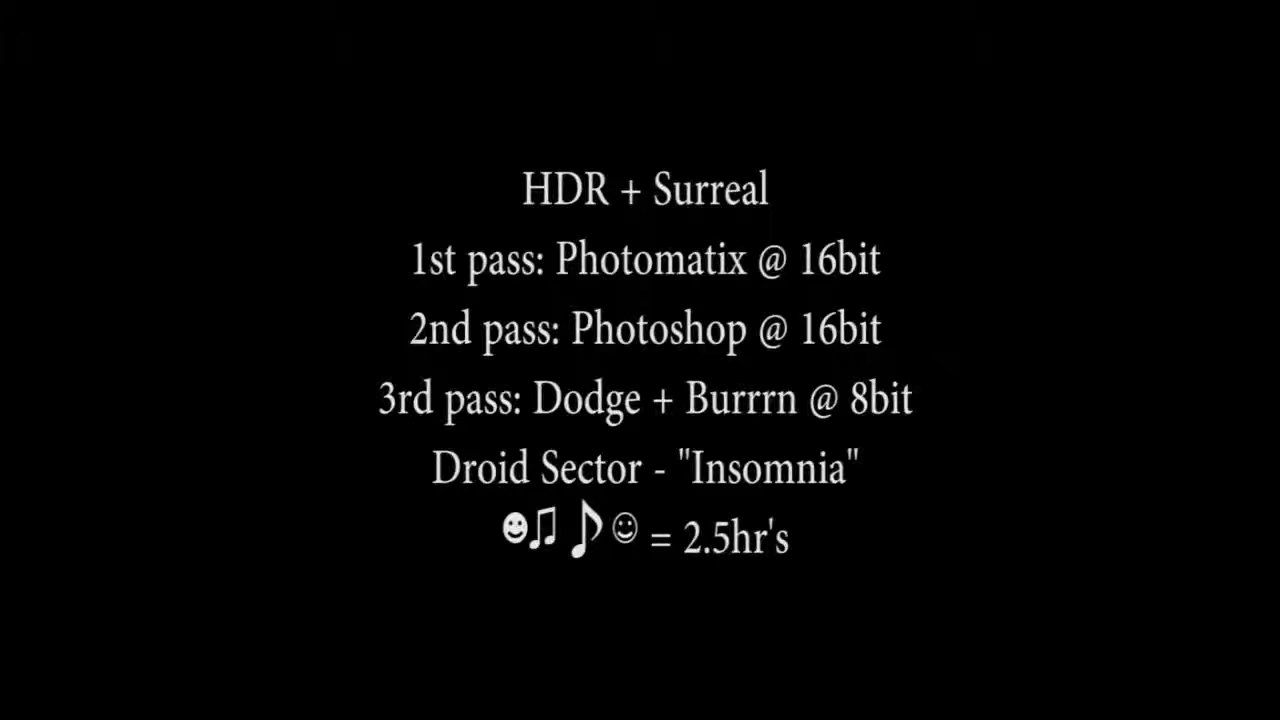 HDR + Surreal
1st pass: Photomatix @ 16bit
2nd pass: Photoshop @ 16bit
3rd pass: Dodge + Burrrn @ 8bit
Droid Sector - "Insomnia"
☻♫ ♪ ☺ = 2.5hr's